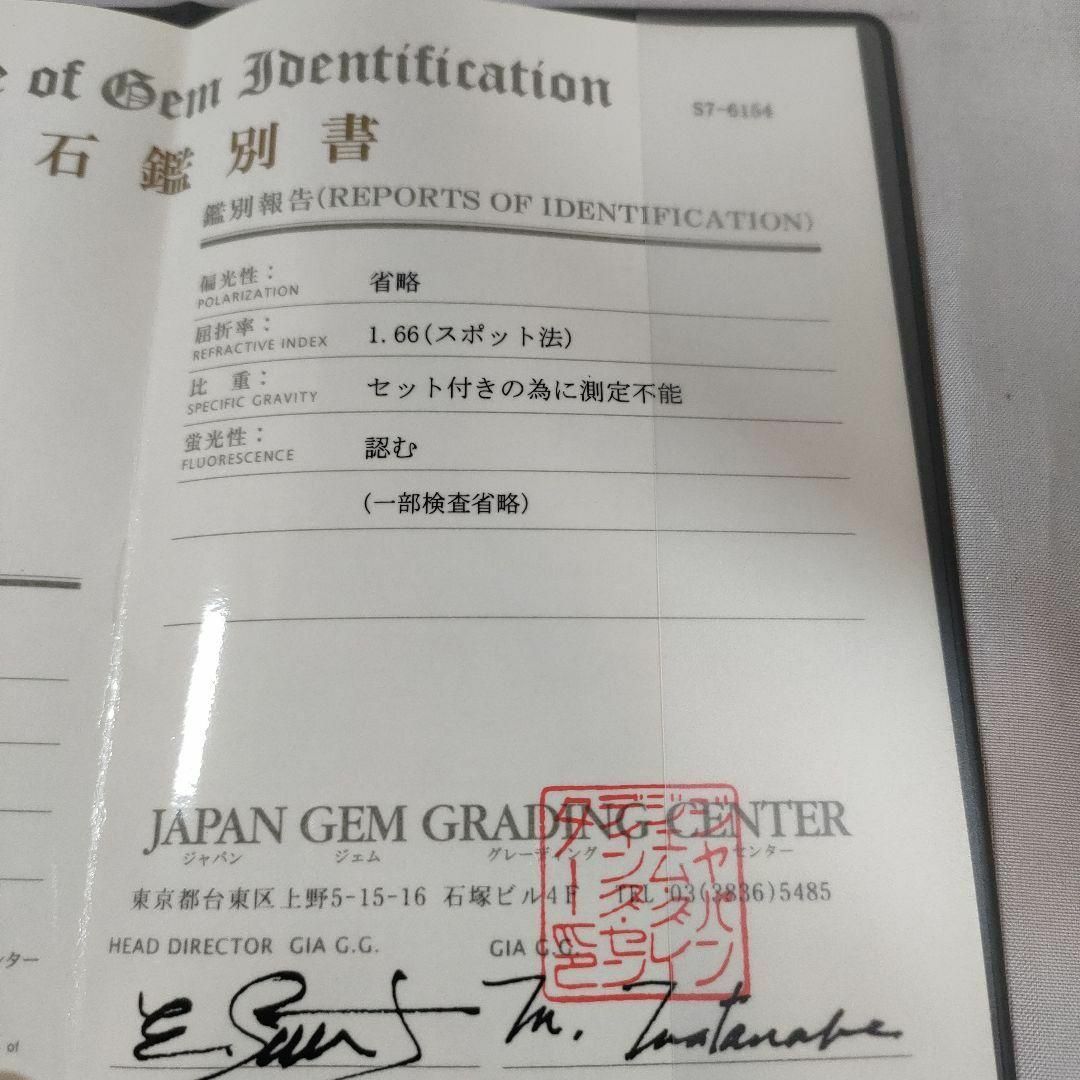 e of Gem Identification
S7-6154
石鑑別書
鑑別報告(REPORTS OF IDENTIFICATION)
偏光性: 省略
POLARIZATION
屈折率: 1.66(スポット法)
REFRACTIVE INDEX
比 重: セット付きの為に測定不能
SPECIFIC GRAVITY
蛍光性: 認む
FLUORESCENCE
(一部検査省略)
JAPAN GEM GRADING CENTER
ジャパン ジェム グレーディング センター
東京都台東区上野5-15-16 石塚ビル4F TEL 03(3836)5485
HEAD DIRECTOR GIA G.G. GIA G.G.
M. Watanabe
ター
of